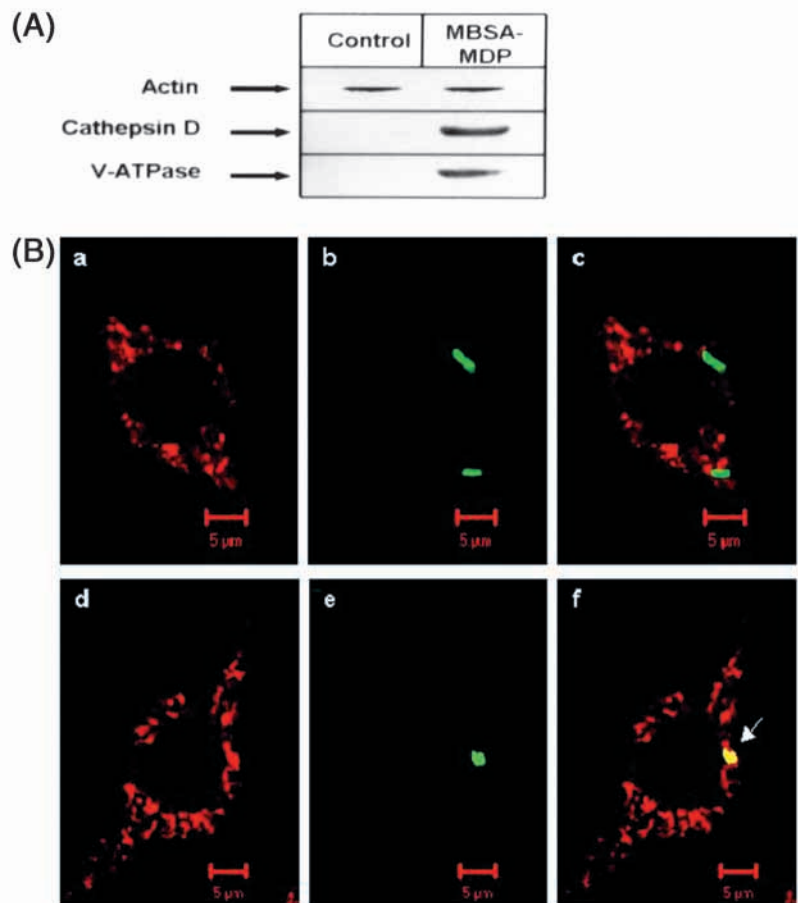 (A)
Control
MBSA-
MDP
Actin
Cathepsin D
V-ATPase
(B)
a
b
c
5 µm
5 µm
5 µm
d
e
f
5 µm
5 µm
5 µm